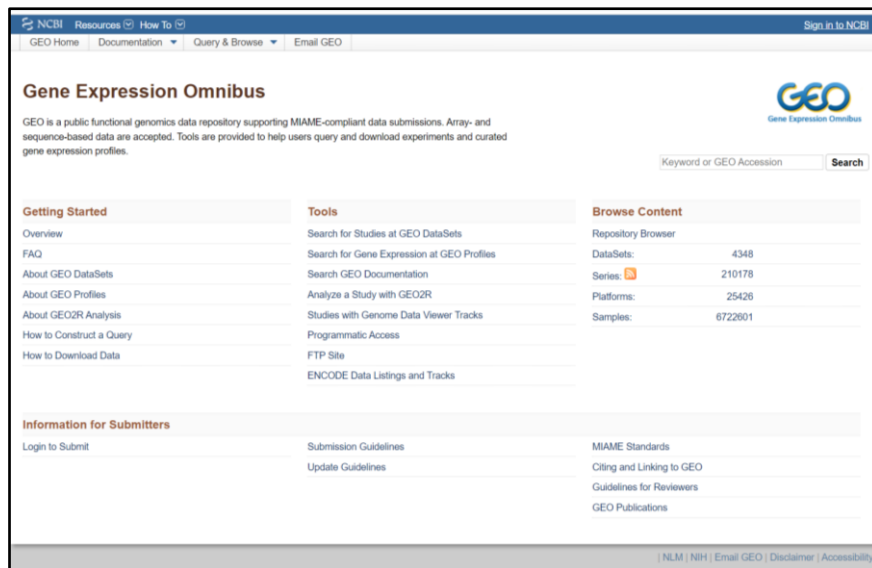 NCBI Resources How To Sign in to NCBI
GEO Home Documentation Query & Browse Email GEO
Gene Expression Omnibus
GEO is a public functional genomics data repository supporting MIAME-compliant data submissions. Array- and
sequence-based data are accepted. Tools are provided to help users query and download experiments and curated
gene expression profiles.
GEO
Gene Expression Omnibus
Keyword or GEO Accession Search
Getting Started
Overview
FAQ
About GEO DataSets
About GEO Profiles
About GEO2R Analysis
How to Construct a Query
How to Download Data
Tools
Search for Studies at GEO DataSets
Search for Gene Expression at GEO Profiles
Search GEO Documentation
Analyze a Study with GEO2R
Studies with Genome Data Viewer Tracks
Programmatic Access
FTP Site
ENCODE Data Listings and Tracks
Browse Content
Repository Browser
DataSets: 4348
Series: 210178
Platforms: 25426
Samples: 6722601
Information for Submitters
Login to Submit
Submission Guidelines
Update Guidelines
MIAME Standards
Citing and Linking to GEO
Guidelines for Reviewers
GEO Publications
| NLM | NIH | Email GEO | Disclaimer | Accessibility